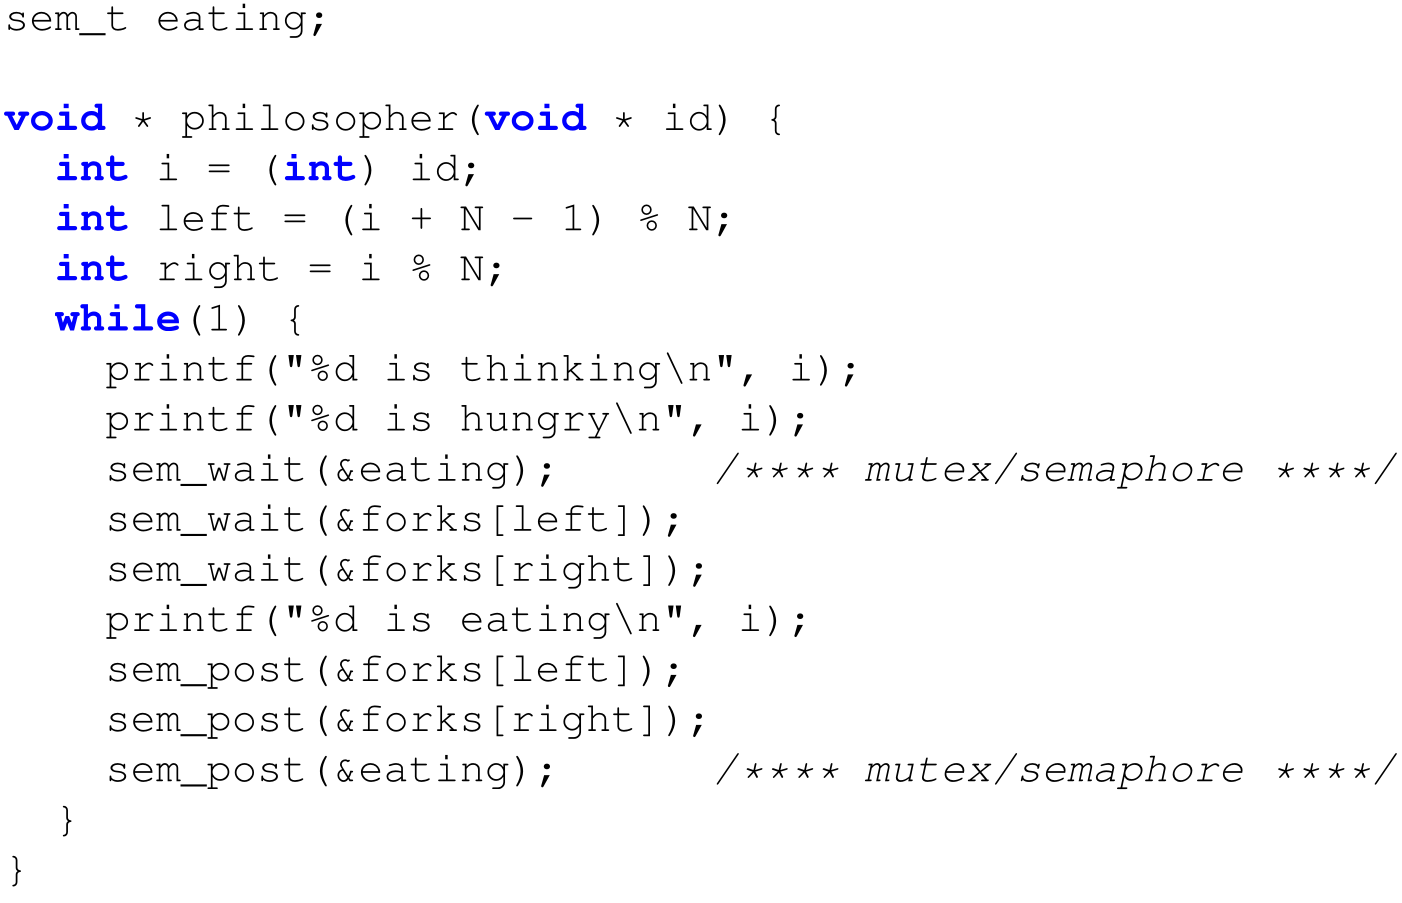 sem_t eating;

void * philosopher(void * id) {
  int i = (int) id;
  int left = (i + N - 1) % N;
  int right = i % N;
  while(1) {
    printf("%d is thinking\n", i);
    printf("%d is hungry\n", i);
    sem_wait(&eating);      /**** mutex/semaphore ****/
    sem_wait(&forks[left]);
    sem_wait(&forks[right]);
    printf("%d is eating\n", i);
    sem_post(&forks[left]);
    sem_post(&forks[right]);
    sem_post(&eating);      /**** mutex/semaphore ****/
  }
}